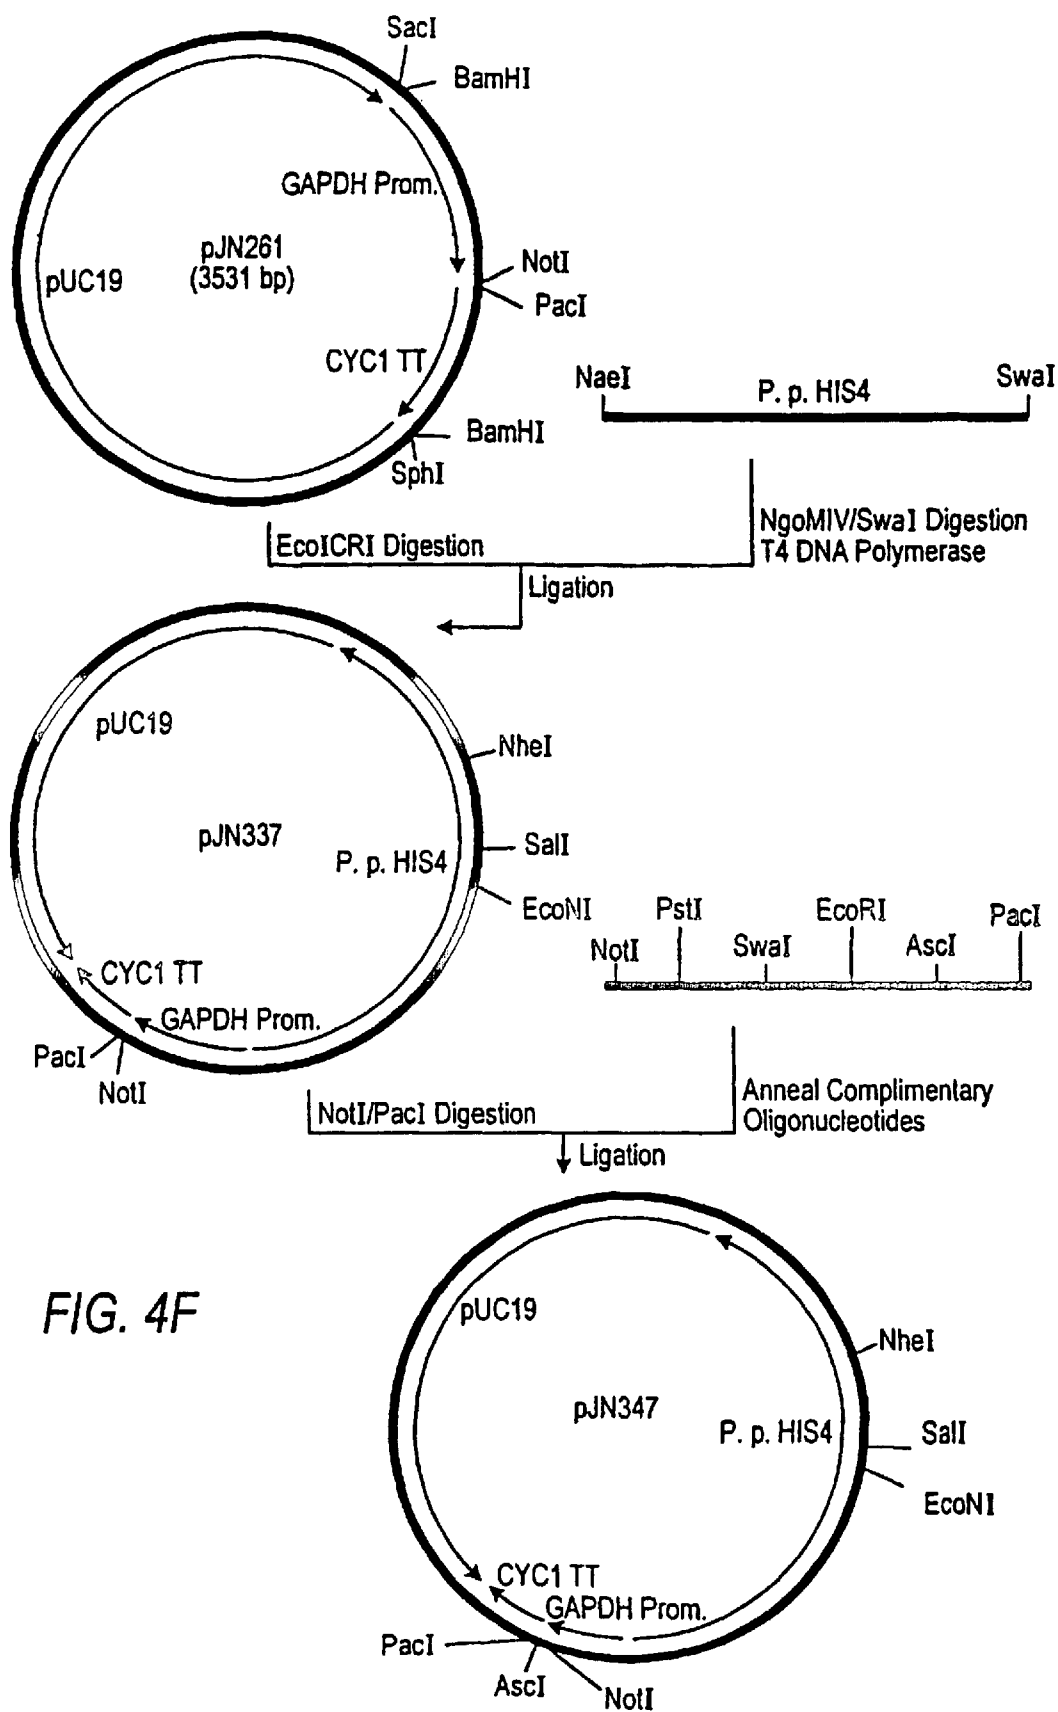 SacI
BamHI
GAPDH Prom.
pJN261
(3531 bp)
pUC19
NotI
PacI
CYC1 TT
BamHI
SphI
NaeI
P. p. HIS4
SwaI
EcoICRI Digestion
NgoMIV/SwaI Digestion
T4 DNA Polymerase
Ligation
pUC19
NheI
pJN337
SalI
P. p. HIS4
EcoNI
CYC1 TT
GAPDH Prom.
PacI
NotI
NotI
PstI
SwaI
EcoRI
AscI
PacI
NotI/PacI Digestion
Anneal Complimentary
Oligonucleotides
Ligation
FIG. 4F
pUC19
NheI
pJN347
P. p. HIS4
SalI
EcoNI
CYC1 TT
GAPDH Prom.
PacI
AscI
NotI